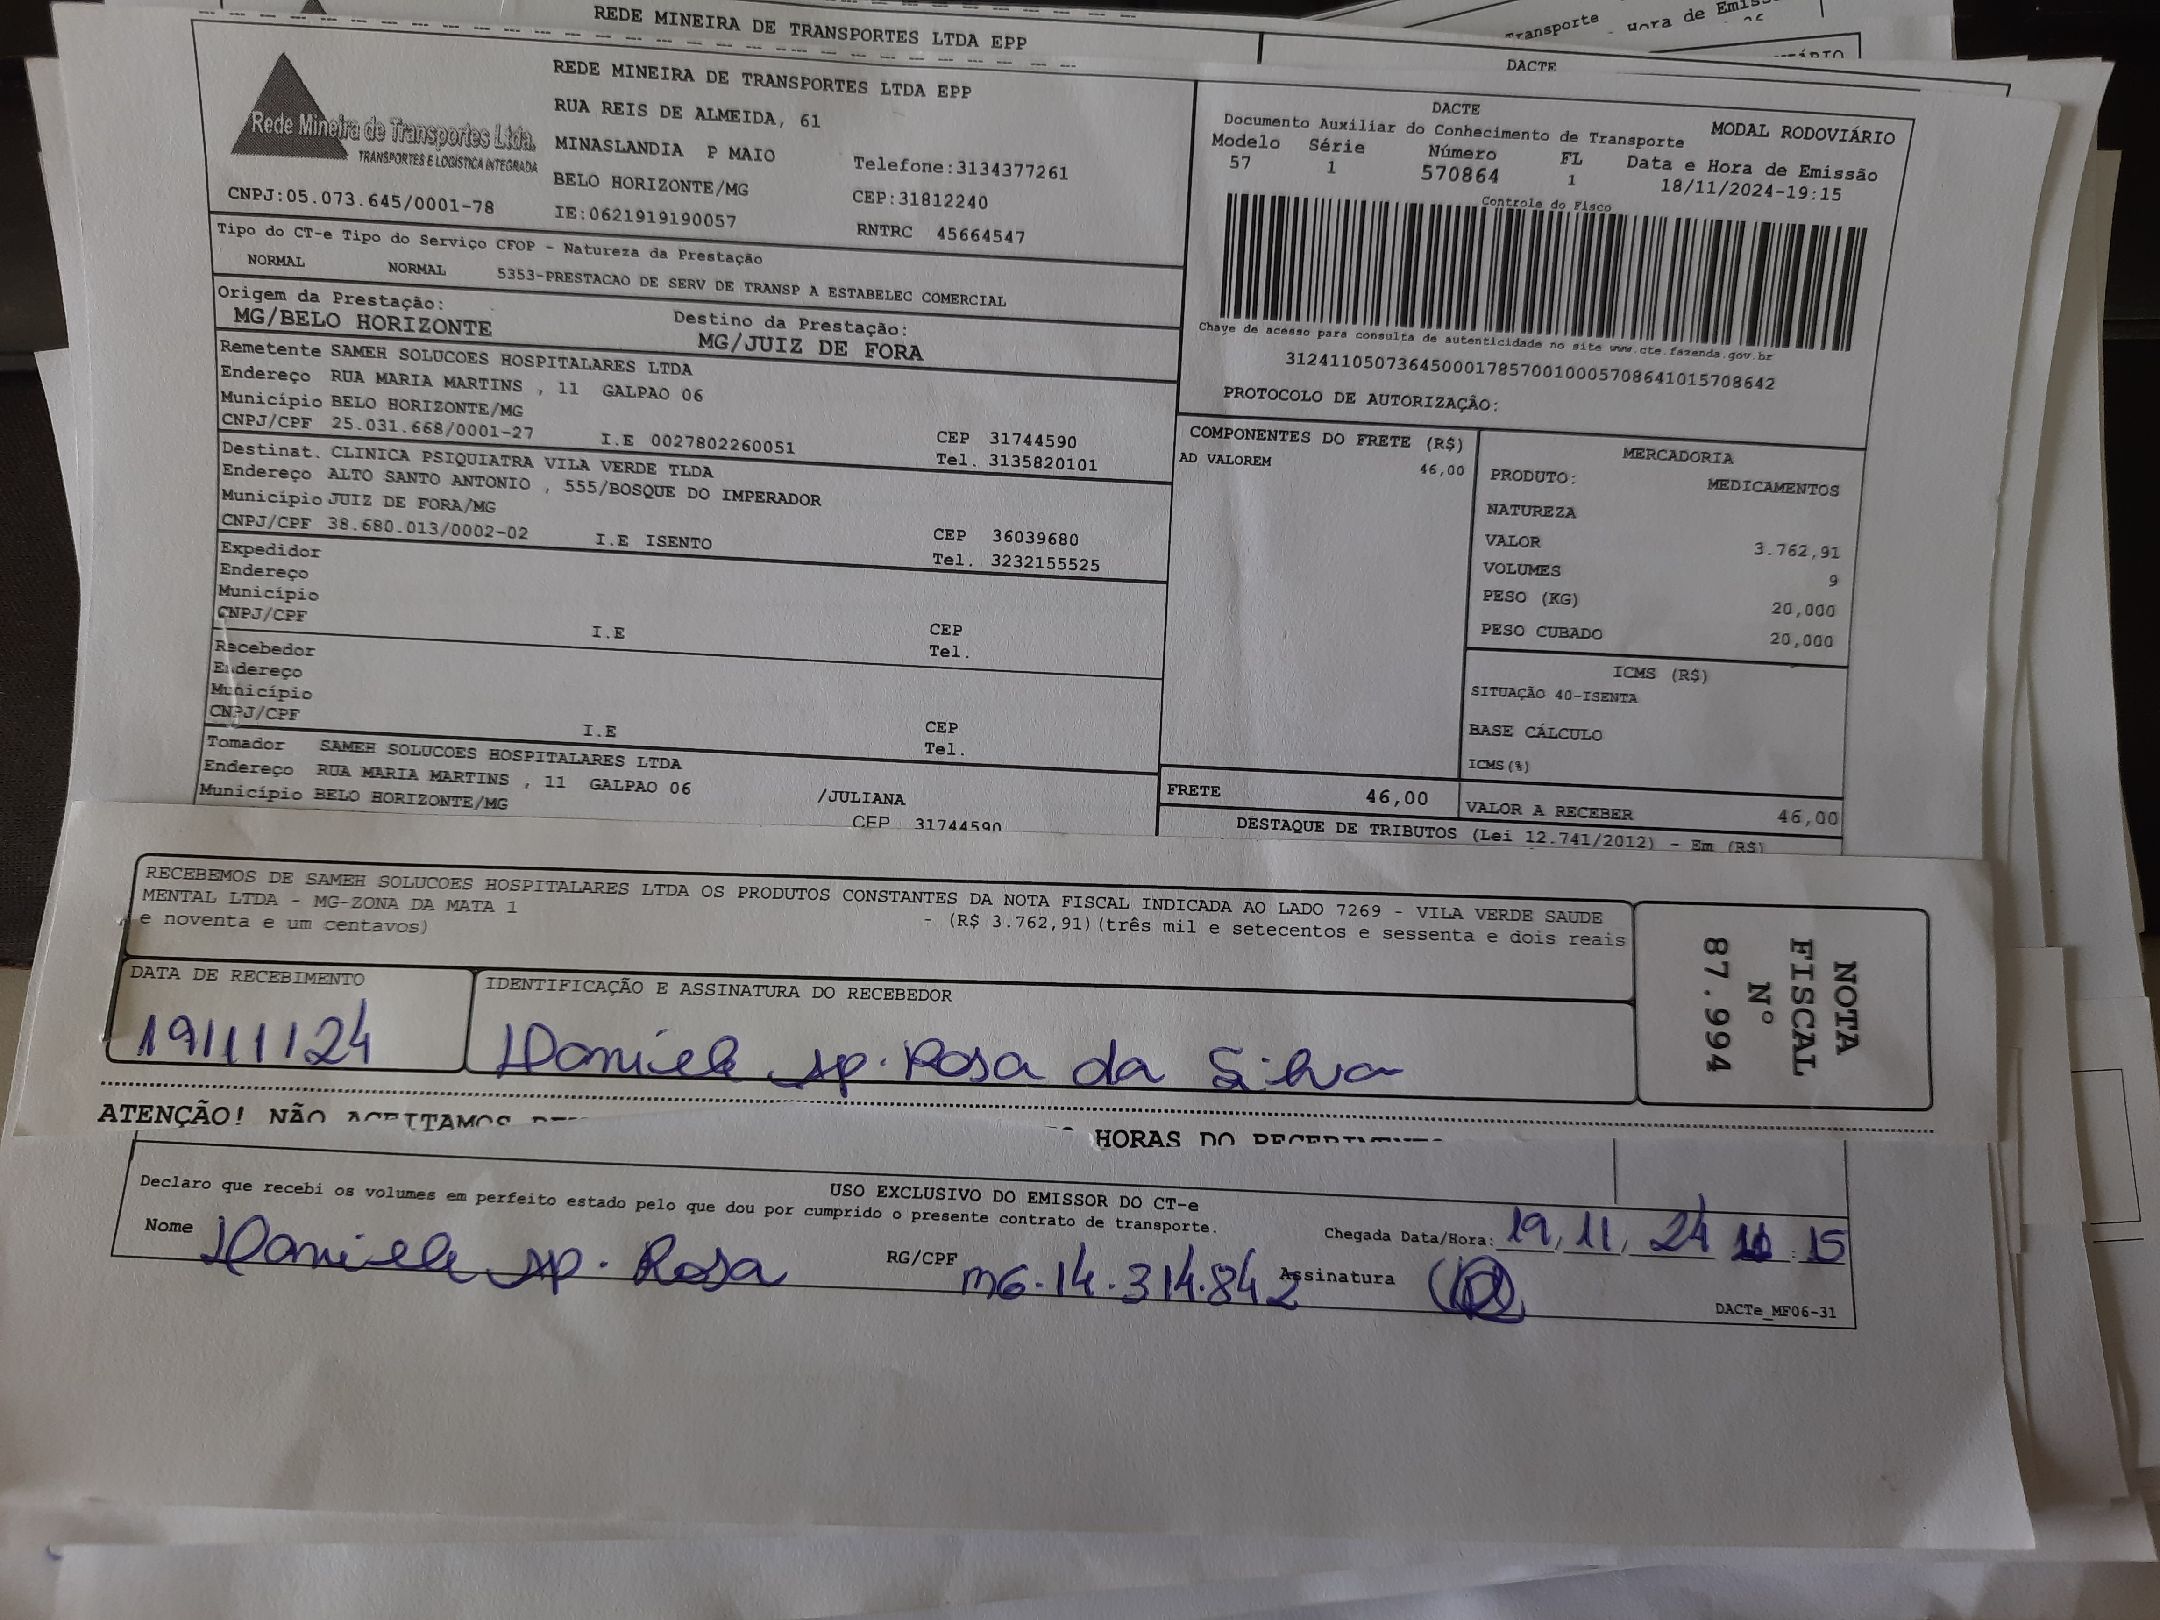 REDE MINEIRA DE TRANSPORTES LTDA EPP
DACTE
Transporte
Hora de
Rede Mineira de Transportes Ltda.
TRANSPORTES E LOGÍSTICA INTEGRADA
CNPJ:05.073.645/0001-78
REDE MINEIRA DE TRANSPORTES LTDA EPP
RUA REIS DE ALMEIDA, 61
MINASLANDIA P MAIO
Telefone:3134377261
BELO HORIZONTE/MG
CEP:31812240
IE:0621919190057
RNTRC 45664547
DACTE
Documento Auxiliar do Conhecimento de Transporte
MODAL RODOVIÁRIO
Modelo Série Número FL Data e Hora de Emissão
57 1 570864 1 18/11/2024-19:15
Controle do Fisco
Chave de acesso para consulta de autenticidade no site www.cte.fazenda.gov.br
31241105073645000178570010005708641015708642
PROTOCOLO DE AUTORIZAÇÃO:
Tipo do CT-e Tipo do Serviço CFOP - Natureza da Prestação
NORMAL NORMAL 5353-PRESTACAO DE SERV DE TRANSP A ESTABELEC COMERCIAL
Origem da Prestação: Destino da Prestação:
MG/BELO HORIZONTE MG/JUIZ DE FORA
Remetente SAMEH SOLUCOES HOSPITALARES LTDA
Endereço RUA MARIA MARTINS , 11 GALPAO 06
Município BELO HORIZONTE/MG CEP 31744590
CNPJ/CPF 25.031.668/0001-27 I.E 0027802260051 Tel. 3135820101
Destinat. CLINICA PSIQUIATRA VILA VERDE TLDA
Endereço ALTO SANTO ANTONIO , 555/BOSQUE DO IMPERADOR
Município JUIZ DE FORA/MG CEP 36039680
CNPJ/CPF 38.680.013/0002-02 I.E ISENTO Tel. 3232155525
Expedidor
Endereço
Município CEP
CNPJ/CPF I.E Tel.
Recebedor
Endereço
Município CEP
CNPJ/CPF I.E Tel.
Tomador SAMEH SOLUCOES HOSPITALARES LTDA
Endereço RUA MARIA MARTINS , 11 GALPAO 06 /JULIANA
Município BELO HORIZONTE/MG CEP 31744590
COMPONENTES DO FRETE (R$)
AD VALOREM 46,00
MERCADORIA
PRODUTO: MEDICAMENTOS
NATUREZA
VALOR 3.762,91
VOLUMES 9
PESO (KG) 20,000
PESO CUBADO 20,000
ICMS (R$)
SITUAÇÃO 40-ISENTA
BASE CÁLCULO
ICMS(%)
FRETE 46,00 VALOR A RECEBER 46,00
DESTAQUE DE TRIBUTOS (Lei 12.741/2012) - Em (R$)
RECEBEMOS DE SAMEH SOLUCOES HOSPITALARES LTDA OS PRODUTOS CONSTANTES DA NOTA FISCAL INDICADA AO LADO 7269 - VILA VERDE SAUDE
MENTAL LTDA - MG-ZONA DA MATA 1 - (R$ 3.762,91)(três mil e setecentos e sessenta e dois reais
e noventa e um centavos)
DATA DE RECEBIMENTO
19/11/24
IDENTIFICAÇÃO E ASSINATURA DO RECEBEDOR
Daniele Ap. Rosa da Silva
NOTA
FISCAL
Nº
87.994
ATENÇÃO! NÃO ACEITAMOS
HORAS DO
USO EXCLUSIVO DO EMISSOR DO CT-e
Declaro que recebi os volumes em perfeito estado pelo que dou por cumprido o presente contrato de transporte.
Chegada Data/Hora: 19,11,24 : 15
Nome Daniele Ap. Rosa RG/CPF MG-14.314.842 Assinatura
DACTe_MF06-31